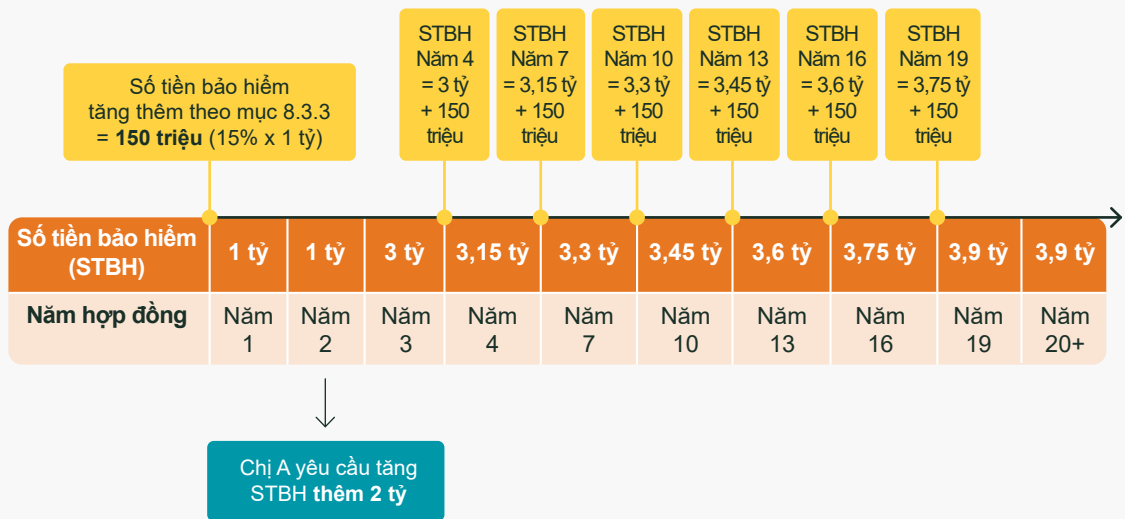 Số tiền bảo hiểm
tăng thêm theo mục 8.3.3
= 150 triệu (15% x 1 tỷ)
STBH
Năm 4
= 3 tỷ
+ 150
triệu
STBH
Năm 7
= 3,15 tỷ
+ 150
triệu
STBH
Năm 10
= 3,3 tỷ
+ 150
triệu
STBH
Năm 13
= 3,45 tỷ
+ 150
triệu
STBH
Năm 16
= 3,6 tỷ
+ 150
triệu
STBH
Năm 19
= 3,75 tỷ
+ 150
triệu
Số tiền bảo hiểm
(STBH)
1 tỷ
1 tỷ
3 tỷ
3,15 tỷ
3,3 tỷ
3,45 tỷ
3,6 tỷ
3,75 tỷ
3,9 tỷ
3,9 tỷ
Năm hợp đồng
Năm
1
Năm
2
Năm
3
Năm
4
Năm
7
Năm
10
Năm
13
Năm
16
Năm
19
Năm
20+
Chị A yêu cầu tăng
STBH thêm 2 tỷ